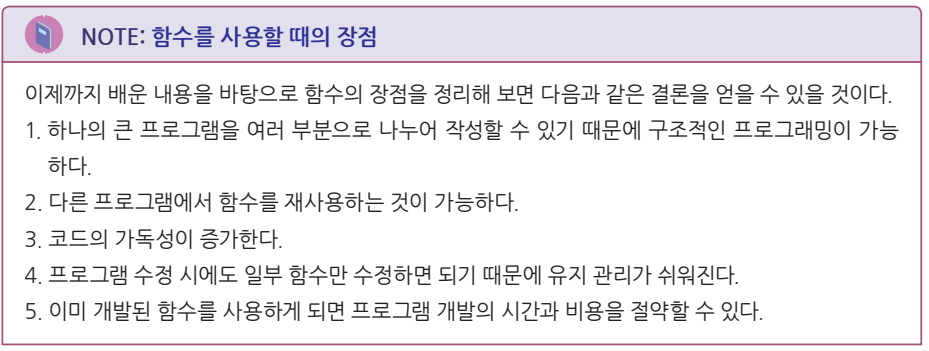 NOTE: 함수를 사용할 때의 장점
이제까지 배운 내용을 바탕으로 함수의 장점을 정리해 보면 다음과 같은 결론을 얻을 수 있을 것이다.
1. 하나의 큰 프로그램을 여러 부분으로 나누어 작성할 수 있기 때문에 구조적인 프로그래밍이 가능
하다.
2. 다른 프로그램에서 함수를 재사용하는 것이 가능하다.
3. 코드의 가독성이 증가한다.
4. 프로그램 수정 시에도 일부 함수만 수정하면 되기 때문에 유지 관리가 쉬워진다.
5. 이미 개발된 함수를 사용하게 되면 프로그램 개발의 시간과 비용을 절약할 수 있다.